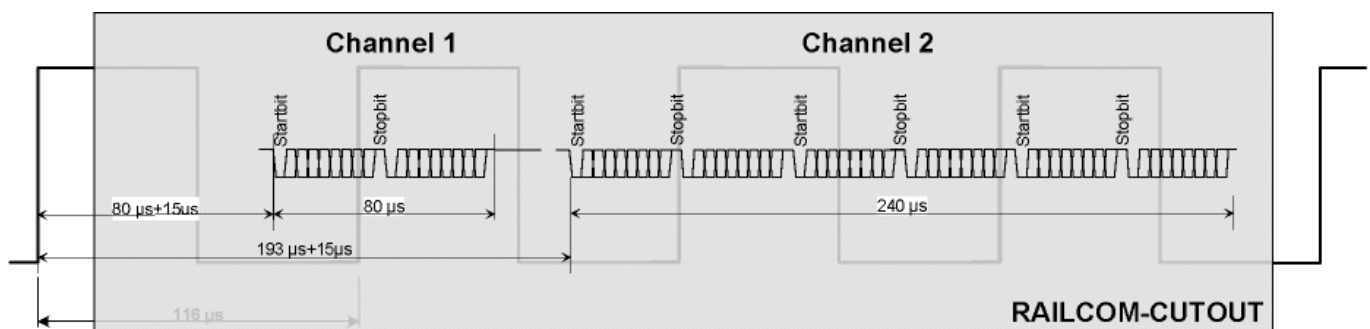 Channel 1
Channel 2
Startbit
Stopbit
Startbit
Stopbit
Startbit
Stopbit
Startbit
Stopbit
80 µs+15us
80 µs
240 µs
193 µs+15µs
116 µs
RAILCOM-CUTOUT